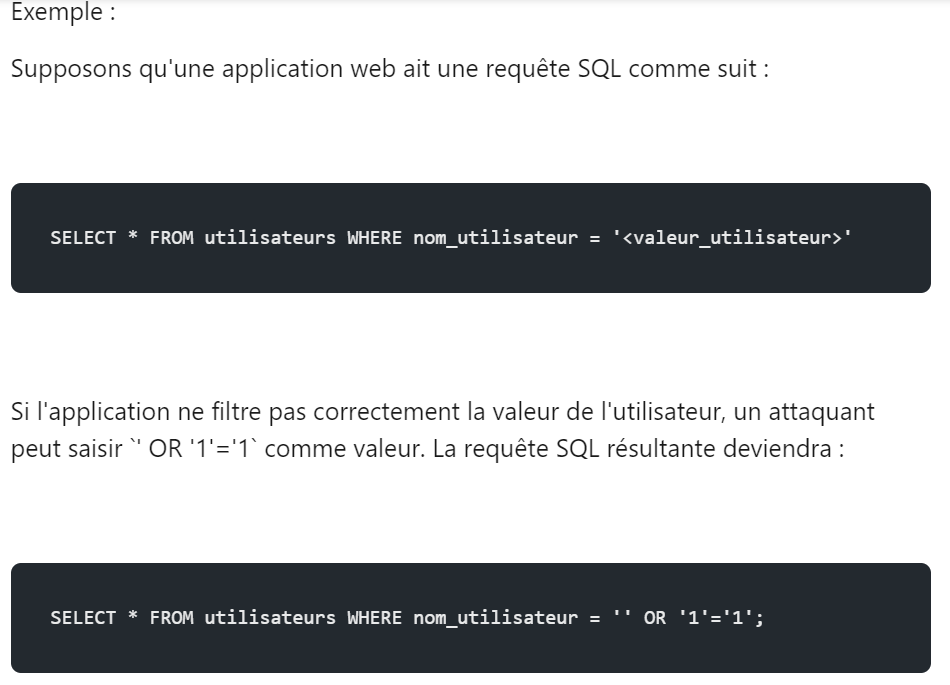 Exemple :
Supposons qu'une application web ait une requête SQL comme suit :
SELECT * FROM utilisateurs WHERE nom_utilisateur = '<valeur_utilisateur>'
Si l'application ne filtre pas correctement la valeur de l'utilisateur, un attaquant
peut saisir `' OR '1'='1` comme valeur. La requête SQL résultante deviendra :
SELECT * FROM utilisateurs WHERE nom_utilisateur = '' OR '1'='1';